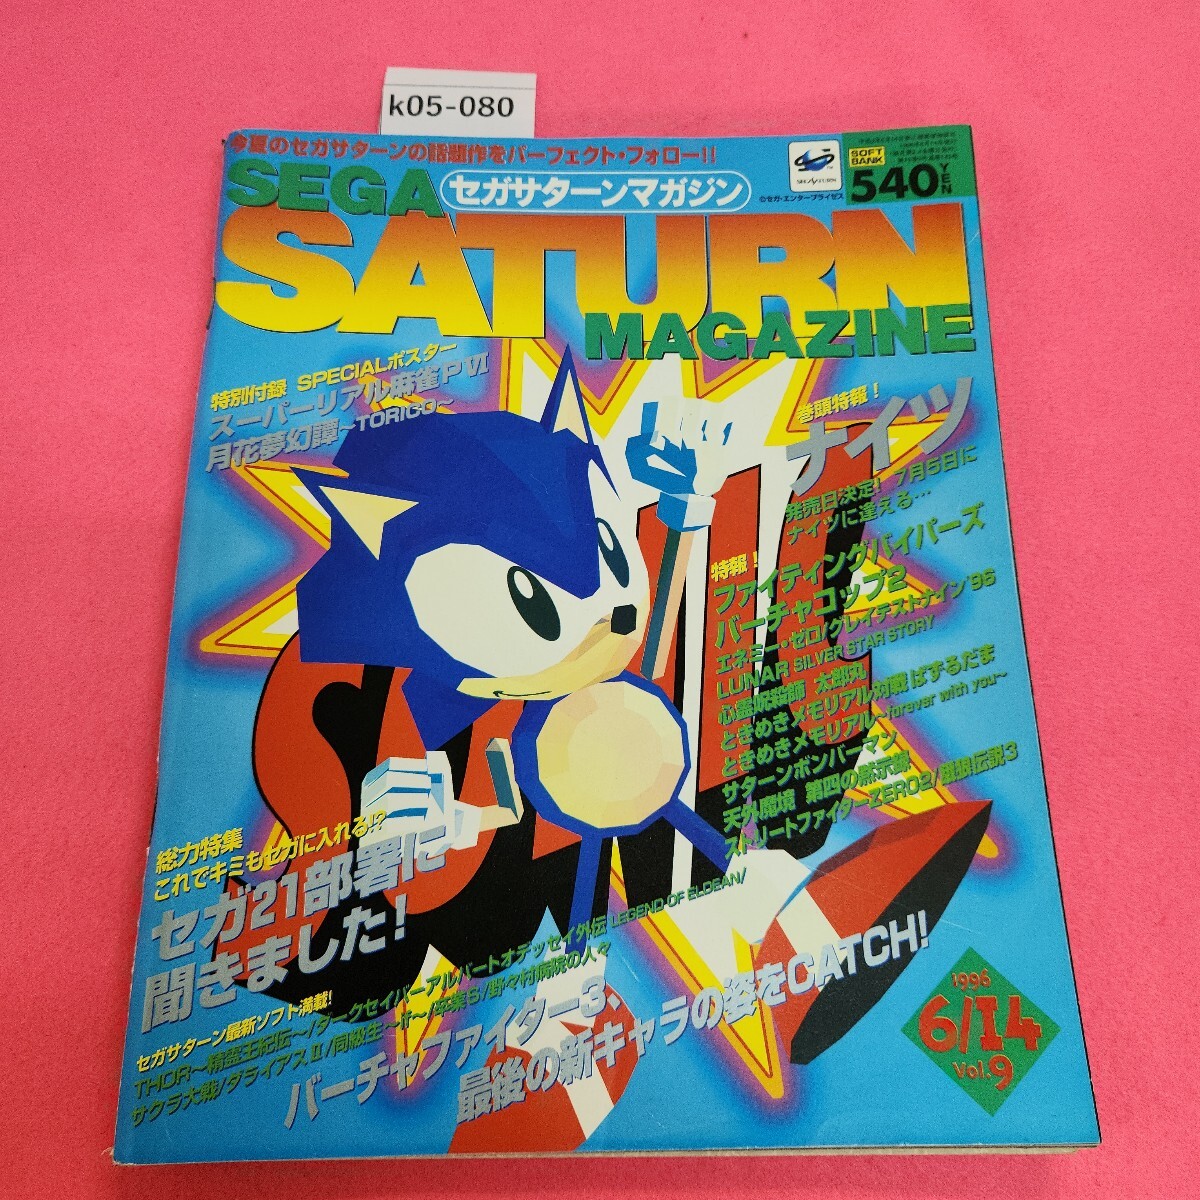 k05-080
今夏のセガサターンの話題作をパーフェクト・フォロー!!
SEGA
セガサターンマガジン
SATURN
MAGAZINE
SOFT
BANK
540YEN
©セガ・エンタープライゼス
特別付録 SPECIALポスター
スーパーリアル麻雀PVI
月花夢幻譚~TORICO~
巻頭特報!
ナイツ
発売日決定! 7月5日に
ナイツに逢える…
特報!
ファイティングバイパーズ
バーチャコップ2
エネミー・ゼロ/グレイテストナイン'96
LUNAR SILVER STAR STORY
心霊呪殺師 太郎丸
ときめきメモリアル対戦ぱずるだま
ときめきメモリアル~forever with you~
サターンボンバーマン
天外魔境 第四の黙示録
ストリートファイターZERO2/餓狼伝説3
総力特集
これでキミもセガに入れる!?
セガ21部署に
聞きました!
セガサターン最新ソフト満載!
THOR~精霊王紀伝~/ダークセイバー/アルバートオデッセイ外伝 LEGEND OF ELDEAN/
サクラ大戦/ダライアスII/同級生~if~/卒業S/野々村病院の人々
バーチャファイター3、
最後の新キャラの姿をCATCH!
1996
6/14
Vol.9